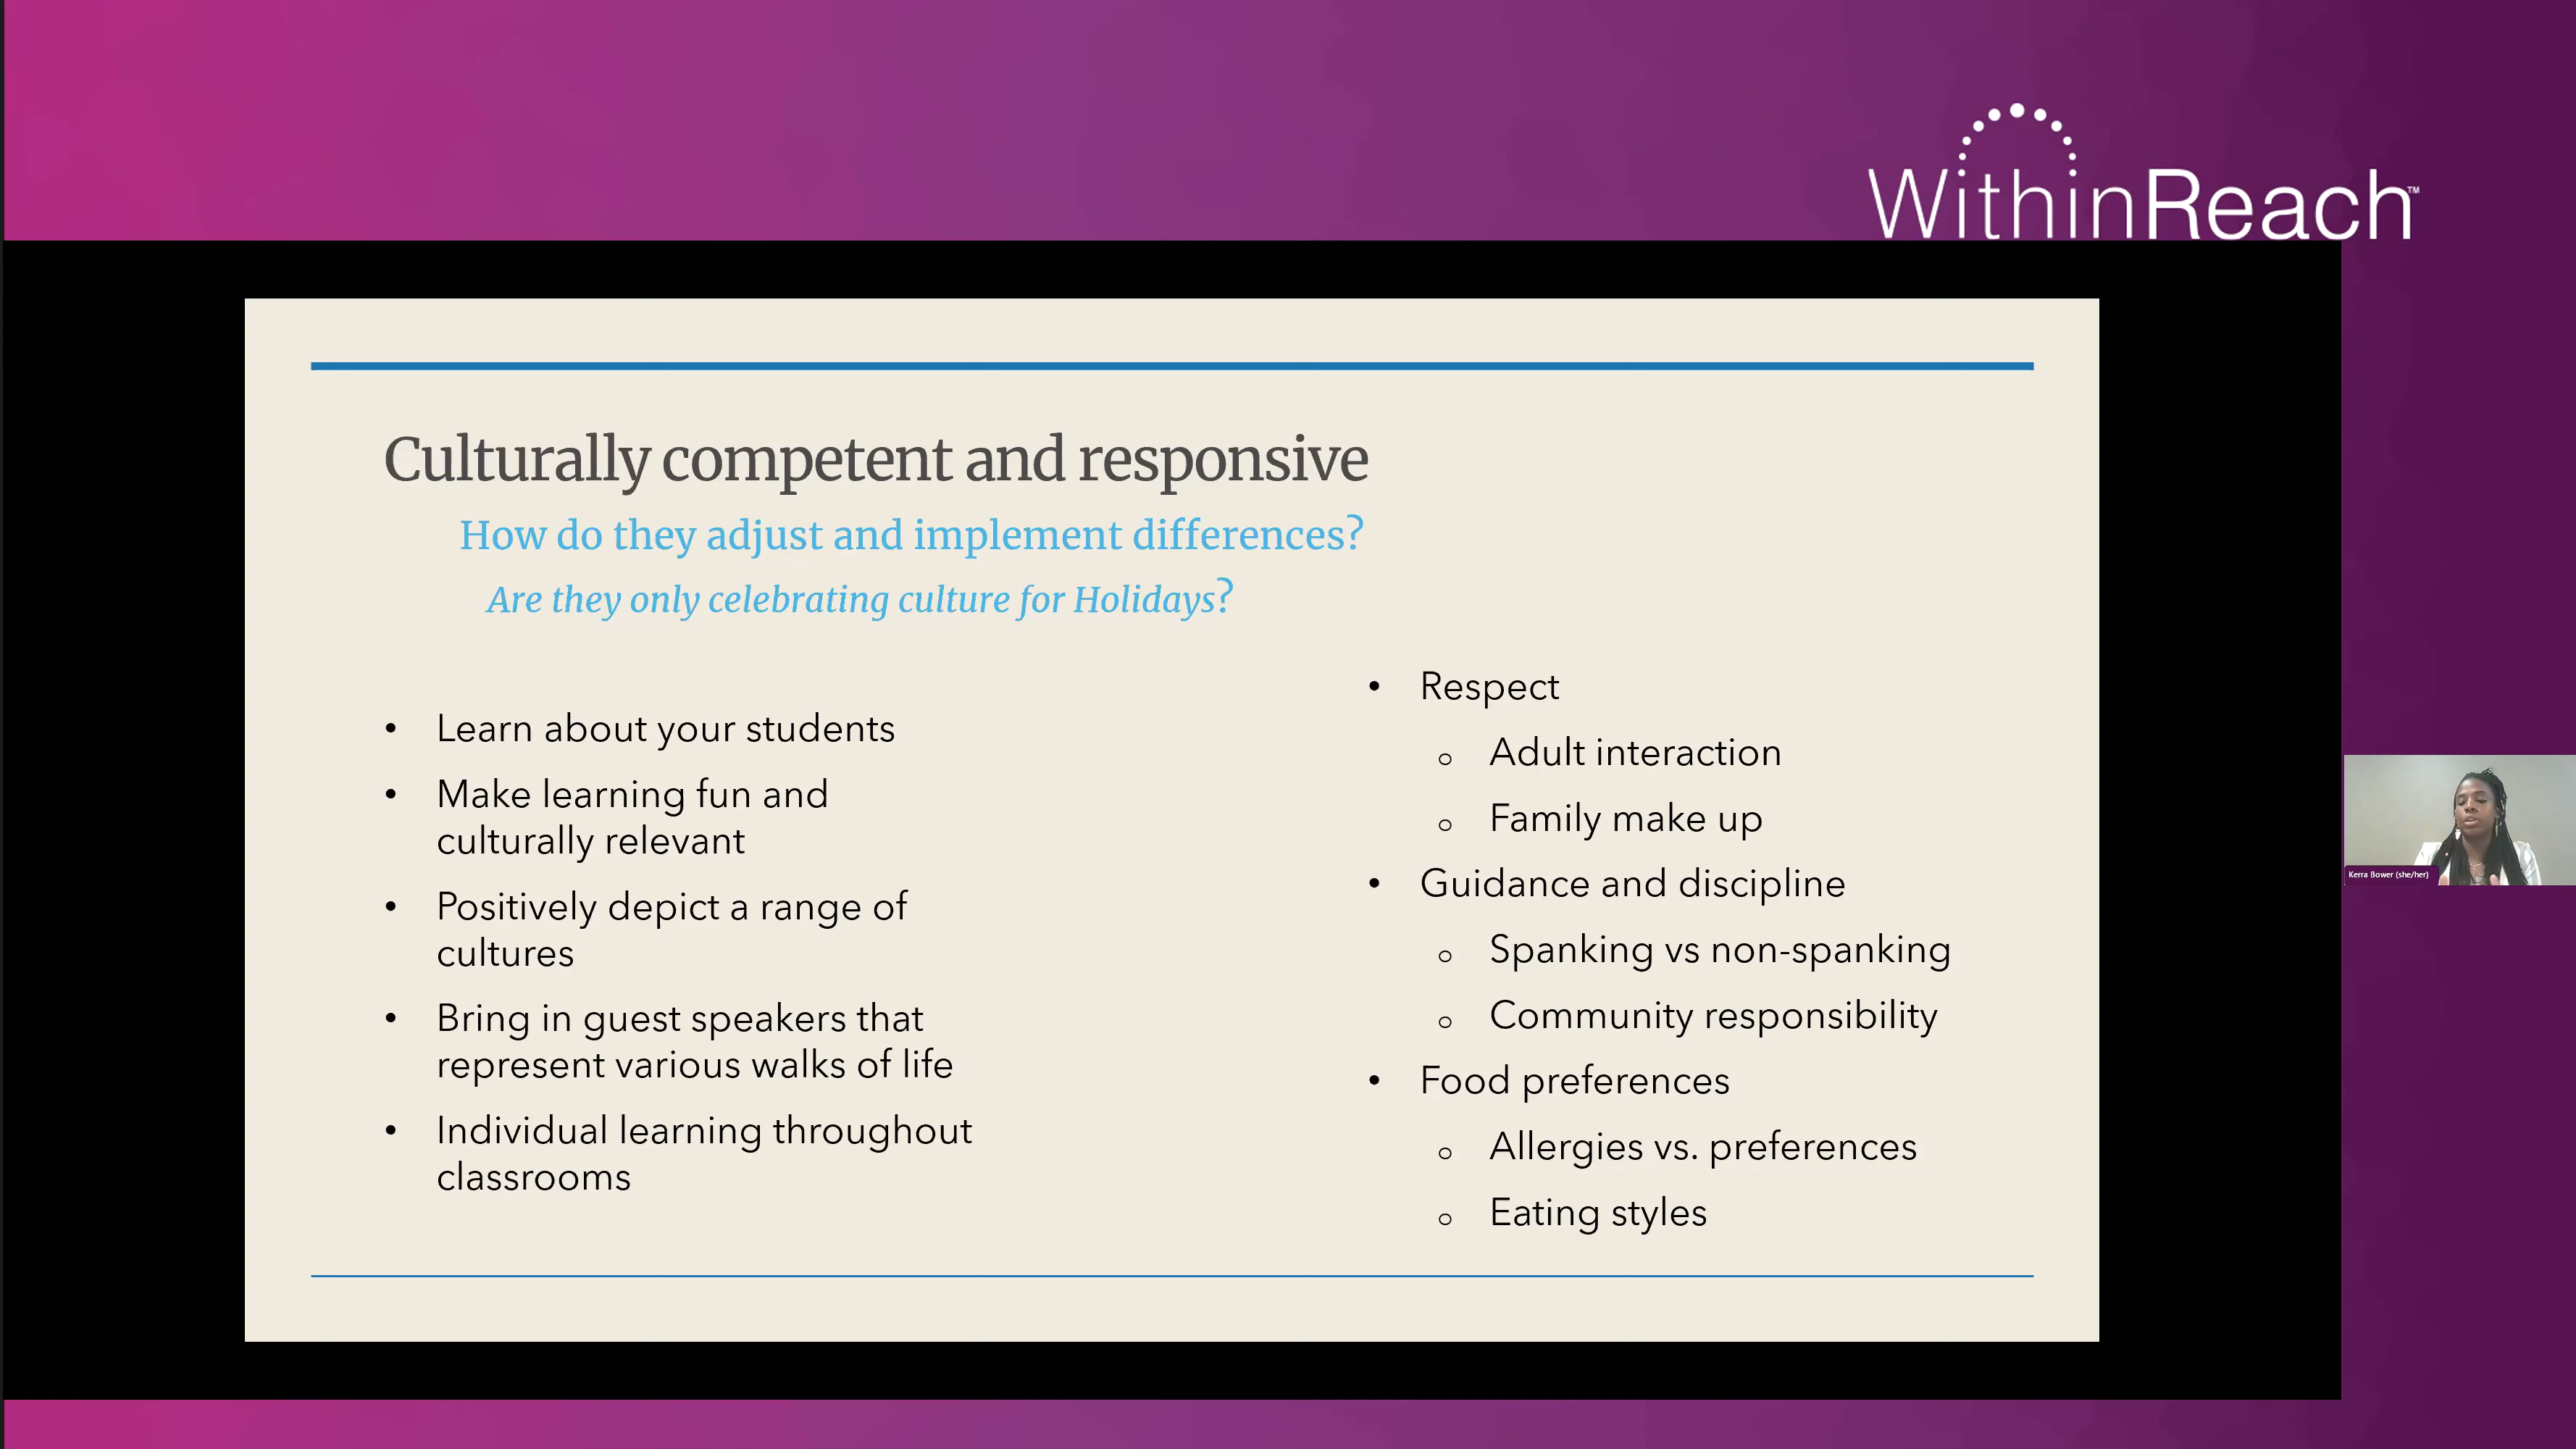 WithinReach™
Culturally competent and responsive
How do they adjust and implement differences?
Are they only celebrating culture for Holidays?
• Learn about your students
• Make learning fun and
culturally relevant
• Positively depict a range of
cultures
• Bring in guest speakers that
represent various walks of life
• Individual learning throughout
classrooms
• Respect
o Adult interaction
o Family make up
• Guidance and discipline
o Spanking vs non-spanking
o Community responsibility
• Food preferences
o Allergies vs. preferences
o Eating styles
Kerra Bower (she/her)